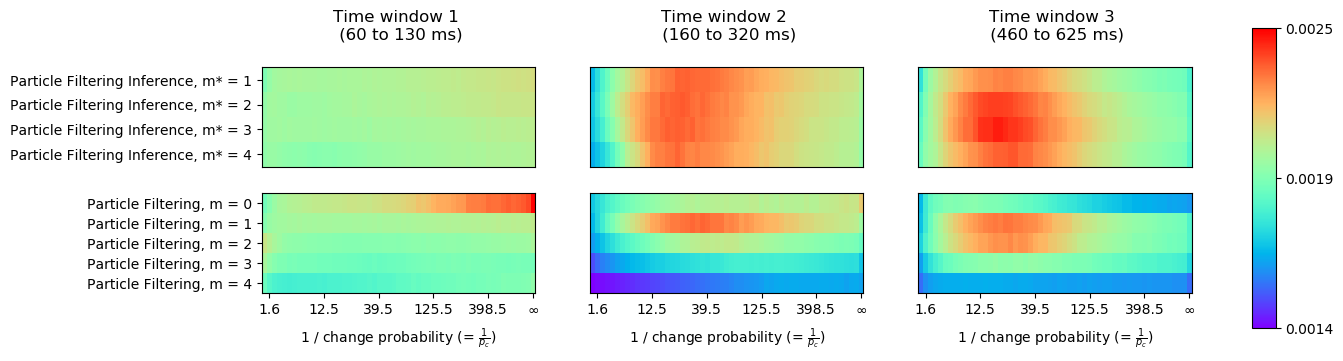 Time window 1
(60 to 130 ms)
Time window 2
(160 to 320 ms)
Time window 3
(460 to 625 ms)
Particle Filtering Inference, m* = 1
Particle Filtering Inference, m* = 2
Particle Filtering Inference, m* = 3
Particle Filtering Inference, m* = 4
Particle Filtering, m = 0
Particle Filtering, m = 1
Particle Filtering, m = 2
Particle Filtering, m = 3
Particle Filtering, m = 4
1.6 12.5 39.5 125.5 398.5 ∞
1.6 12.5 39.5 125.5 398.5 ∞
1.6 12.5 39.5 125.5 398.5 ∞
1 / change probability (= 1/p_c)
1 / change probability (= 1/p_c)
1 / change probability (= 1/p_c)
0.0025
0.0019
0.0014